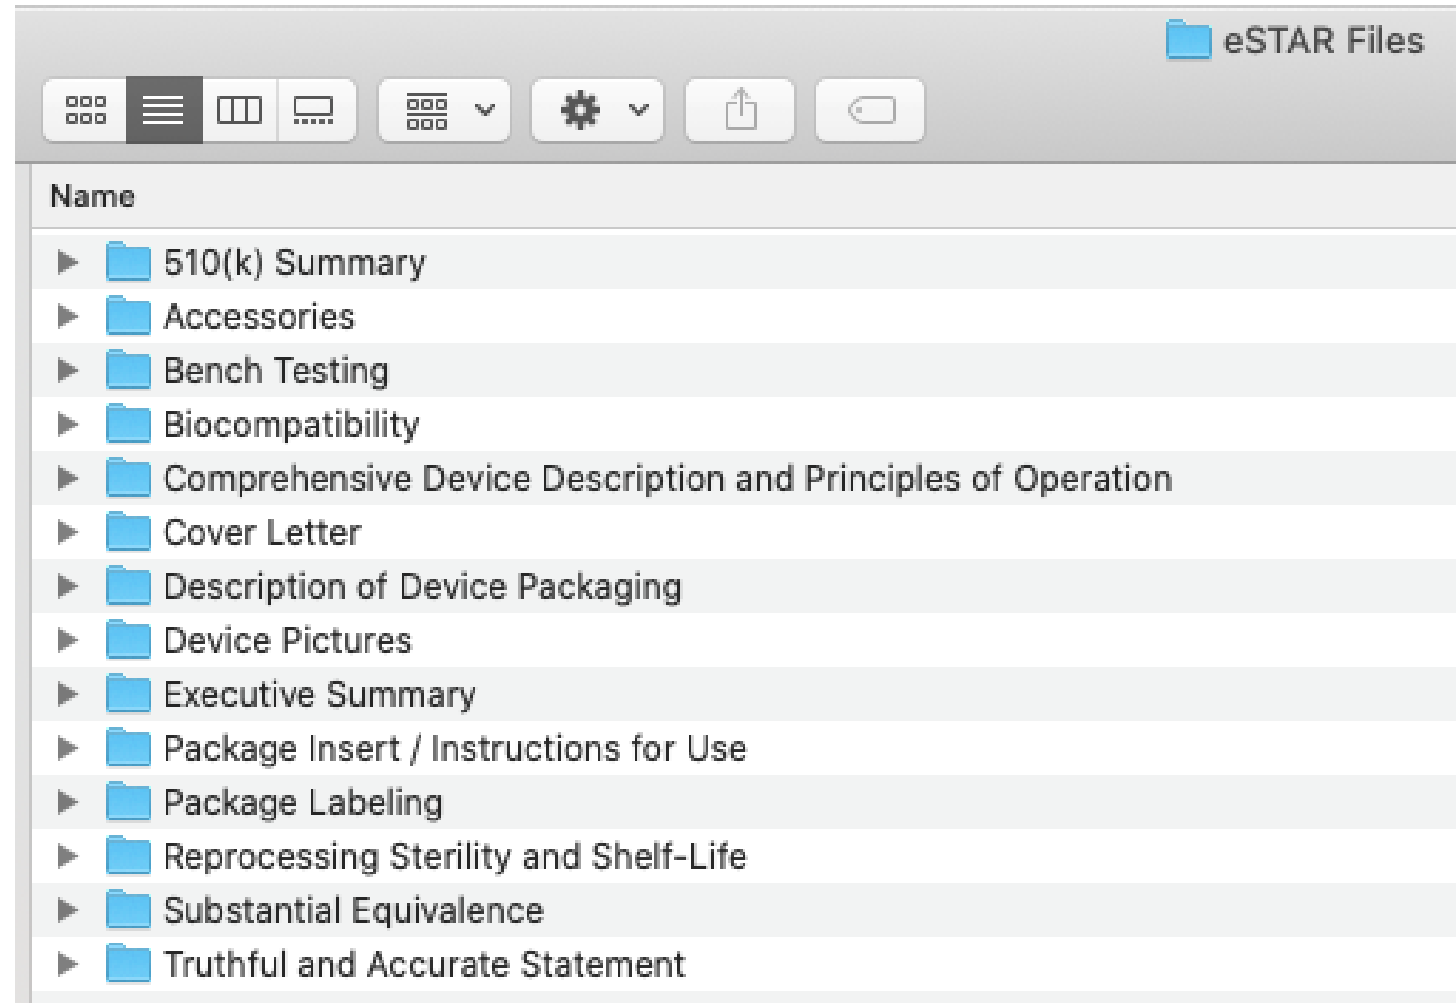 eSTAR Files
Name
510(k) Summary
Accessories
Bench Testing
Biocompatibility
Comprehensive Device Description and Principles of Operation
Cover Letter
Description of Device Packaging
Device Pictures
Executive Summary
Package Insert / Instructions for Use
Package Labeling
Reprocessing Sterility and Shelf-Life
Substantial Equivalence
Truthful and Accurate Statement